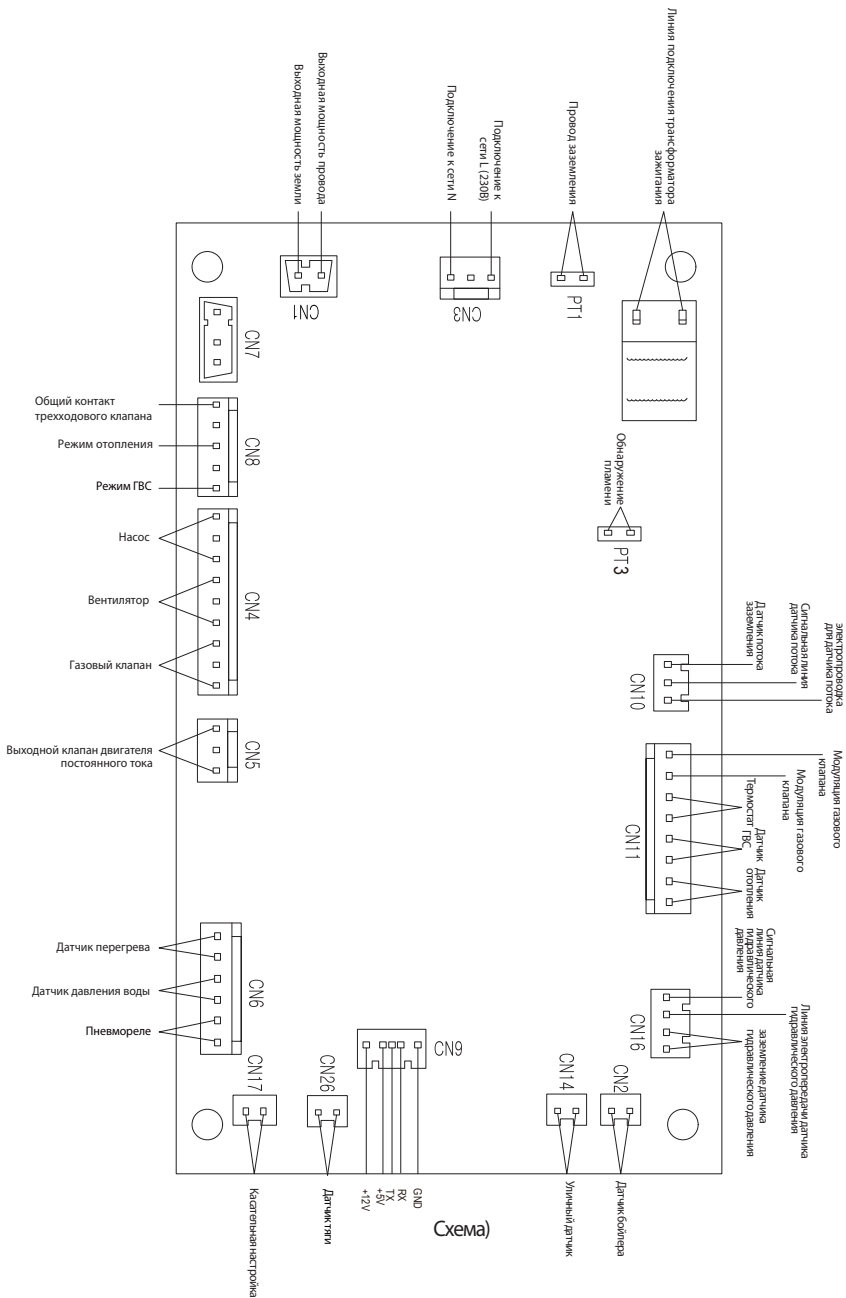 Линия подключения трансформатора
зажигания
Провод заземления
Подключение к
сети L (230В)
Подключение к сети N
Выходная мощность провода
Выходная мощность земли
CN1
CN3
PT1
CN7
Общий контакт
трехходового клапана
Режим отопления
Режим ГВС
CN8
Обнаружение
пламени
PT3
Насос
Вентилятор
Газовый клапан
CN4
электропроводка
для датчика потока
Сигнальная линия
датчика потока
Датчик потока
заземления
CN10
Выходной клапан двигателя
постоянного тока
CN5
Модуляция газового
клапана
Модуляция газового
клапана
Термостат
Датчик
ГВС
Датчик
отопления
CN11
Датчик перегрева
Датчик давления воды
Пневмореле
CN6
Сигнальная
линия датчика
гидравлического
давления
Линия электропередачи датчика
гидравлического давления
заземление датчика
гидравлического давления
CN16
CN9
CN17
CN26
CN14
CN2
GND
RX
TX
+5V
+12V
Касательная настройка
Датчик тяги
Уличный датчик
Датчик бойлера
Схема)